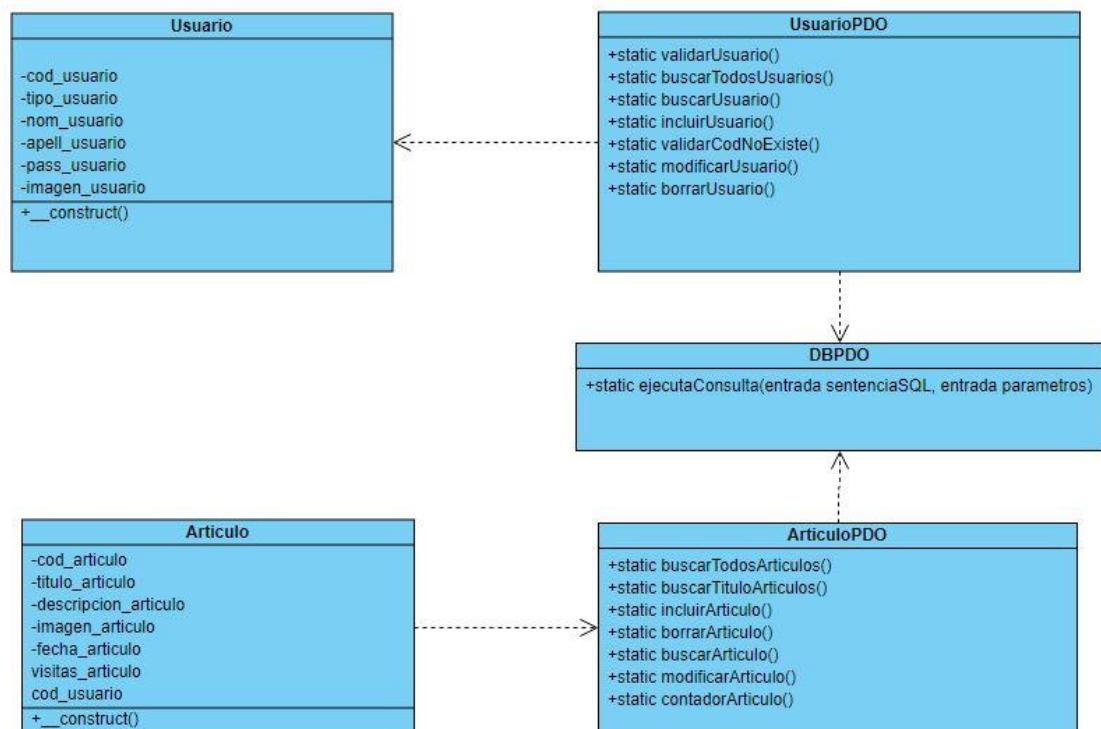 Usuario
-cod_usuario
-tipo_usuario
-nom_usuario
-apell_usuario
-pass_usuario
-imagen_usuario
+__construct()
UsuarioPDO
+static validarUsuario()
+static buscarTodosUsuarios()
+static buscarUsuario()
+static incluirUsuario()
+static validarCodNoExiste()
+static modificarUsuario()
+static borrarUsuario()
DBPDO
+static ejecutaConsulta(entrada sentenciaSQL, entrada parametros)
Articulo
-cod_articulo
-titulo_articulo
-descripcion_articulo
-imagen_articulo
-fecha_articulo
visitas_articulo
cod_usuario
+__construct()
ArticuloPDO
+static buscarTodosArticulos()
+static buscarTituloArticulos()
+static incluirArticulo()
+static borrarArticulo()
+static buscarArticulo()
+static modificarArticulo()
+static contadorArticulo()